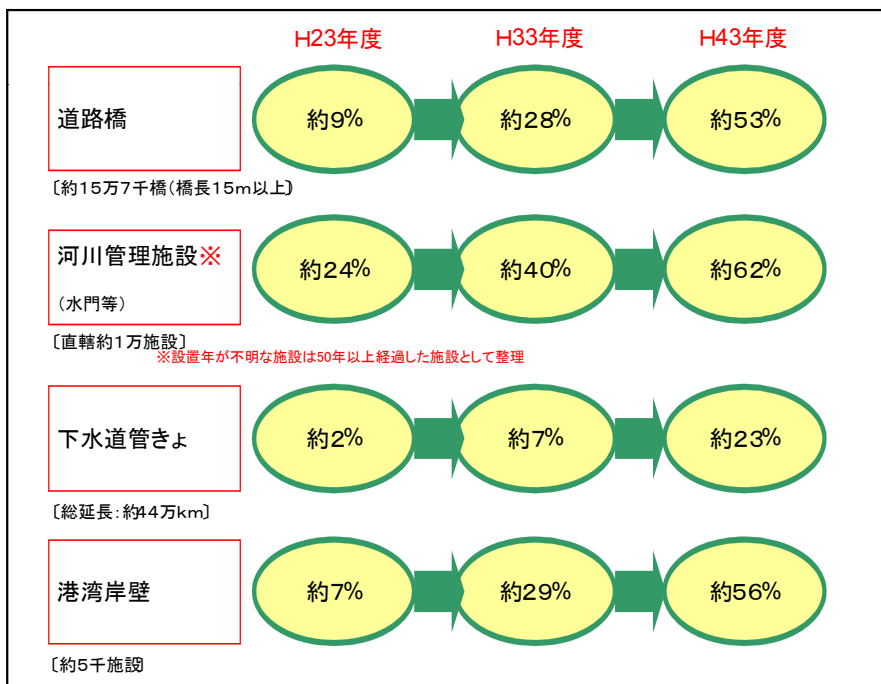 H23年度 H33年度 H43年度
道路橋 約9% 約28% 約53%
〔約15万7千橋(橋長15m以上)〕
河川管理施設※
(水門等)
約24% 約40% 約62%
〔直轄約1万施設〕
※設置年が不明な施設は50年以上経過した施設として整理
下水道管きょ 約2% 約7% 約23%
〔総延長:約44万km〕
港湾岸壁 約7% 約29% 約56%
〔約5千施設〕